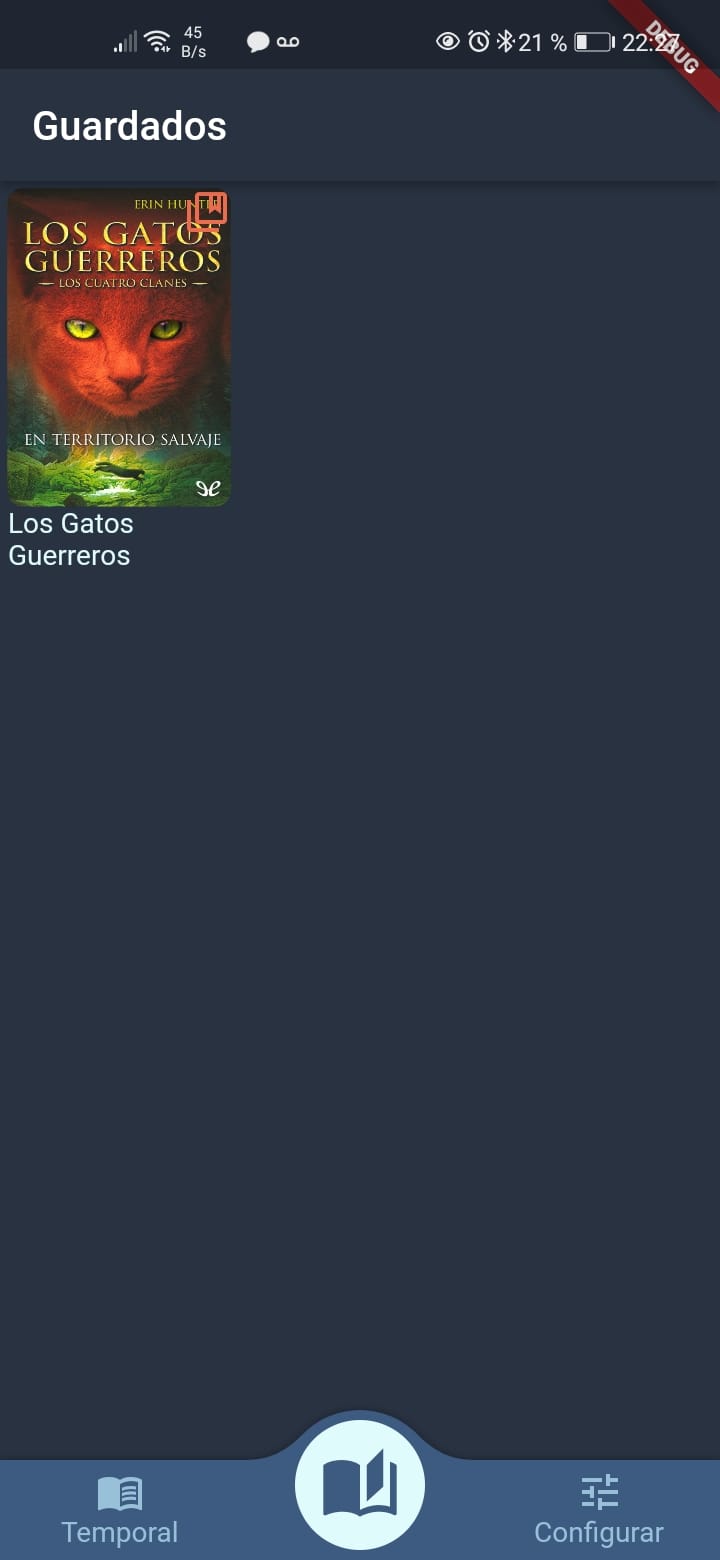 45
B/s
21 %
22:27
DEBUG
Guardados
ERIN HUNTER
LOS GATOS
GUERREROS
LOS CUATRO CLANES
EN TERRITORIO SALVAJE
Los Gatos
Guerreros
Temporal
Configurar